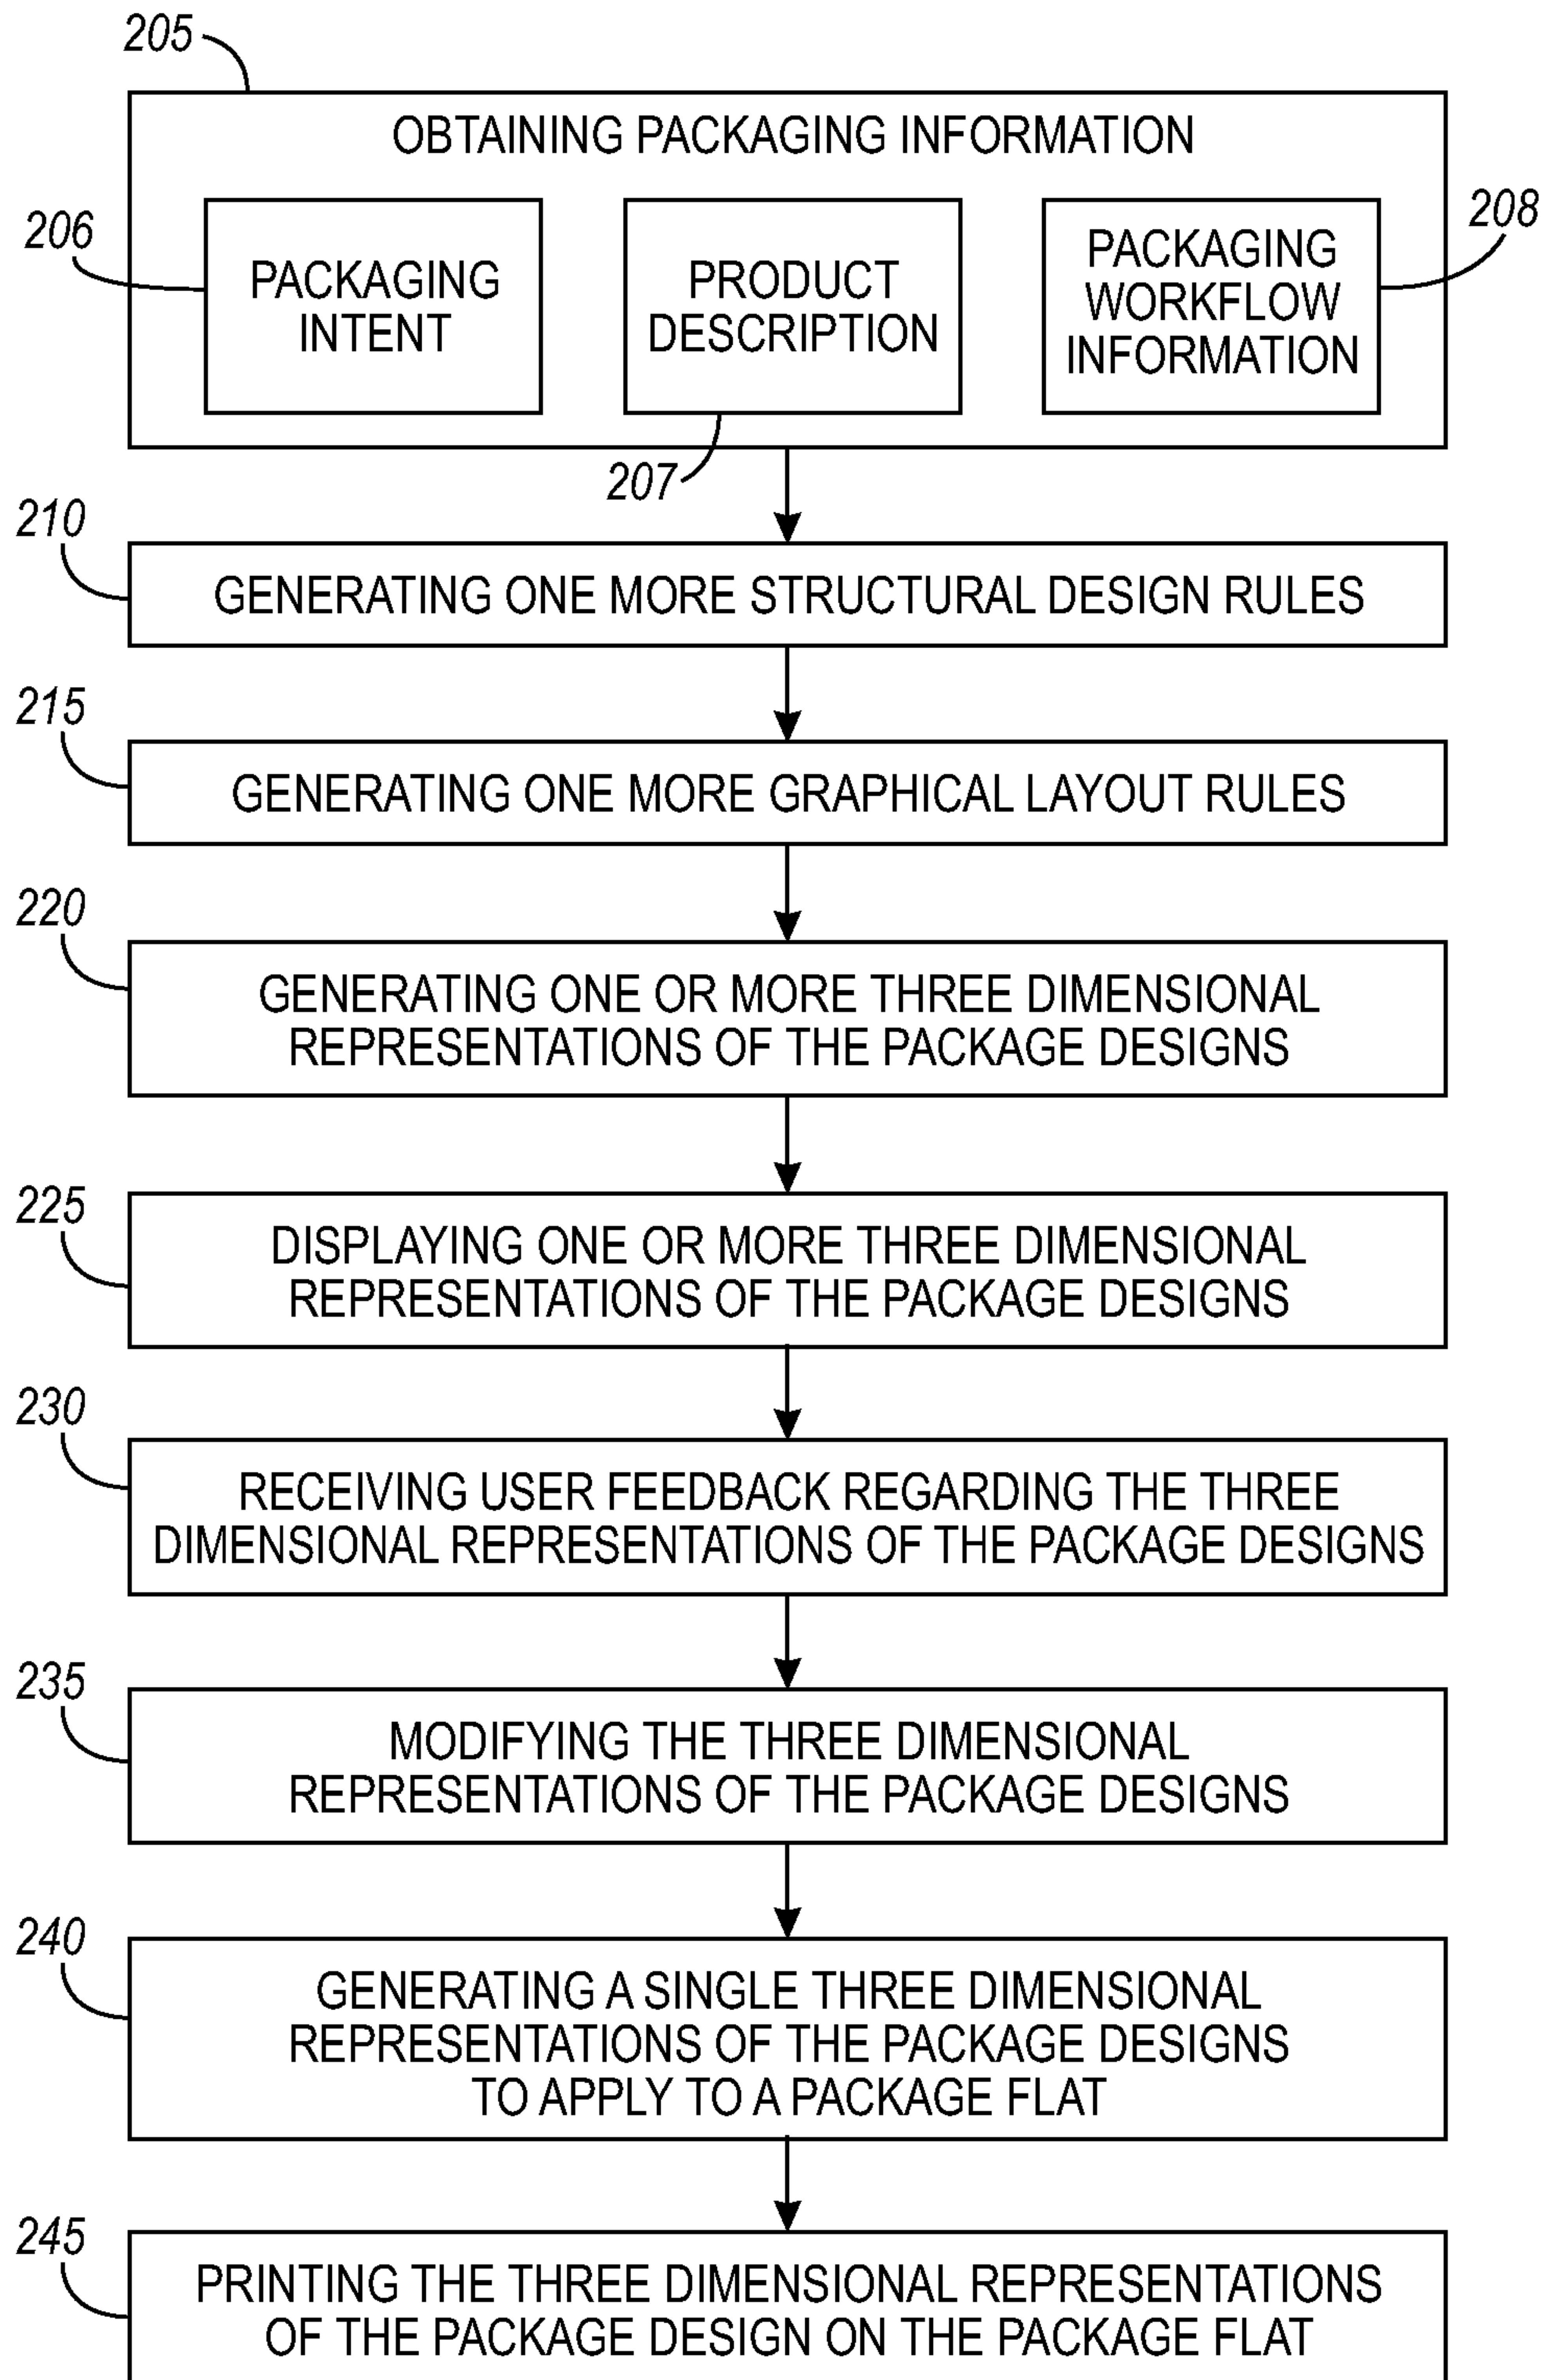 205
OBTAINING PACKAGING INFORMATION
206
PACKAGING
INTENT
PRODUCT
DESCRIPTION
PACKAGING
WORKFLOW
INFORMATION
208
207
210
GENERATING ONE MORE STRUCTURAL DESIGN RULES
215
GENERATING ONE MORE GRAPHICAL LAYOUT RULES
220
GENERATING ONE OR MORE THREE DIMENSIONAL
REPRESENTATIONS OF THE PACKAGE DESIGNS
225
DISPLAYING ONE OR MORE THREE DIMENSIONAL
REPRESENTATIONS OF THE PACKAGE DESIGNS
230
RECEIVING USER FEEDBACK REGARDING THE THREE
DIMENSIONAL REPRESENTATIONS OF THE PACKAGE DESIGNS
235
MODIFYING THE THREE DIMENSIONAL
REPRESENTATIONS OF THE PACKAGE DESIGNS
240
GENERATING A SINGLE THREE DIMENSIONAL
REPRESENTATIONS OF THE PACKAGE DESIGNS
TO APPLY TO A PACKAGE FLAT
245
PRINTING THE THREE DIMENSIONAL REPRESENTATIONS
OF THE PACKAGE DESIGN ON THE PACKAGE FLAT